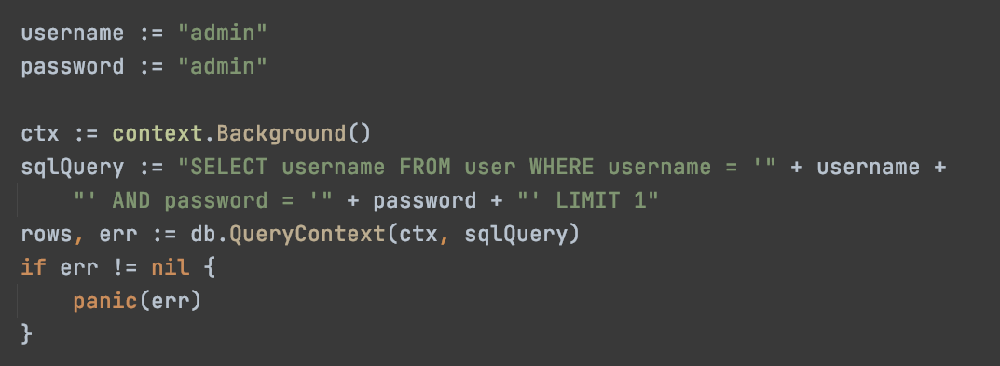 username := "admin"
password := "admin"
ctx := context.Background()
sqlQuery := "SELECT username FROM user WHERE username = '" + username +
"' AND password = '" + password + "' LIMIT 1"
rows, err := db.QueryContext(ctx, sqlQuery)
if err != nil {
panic(err)
}